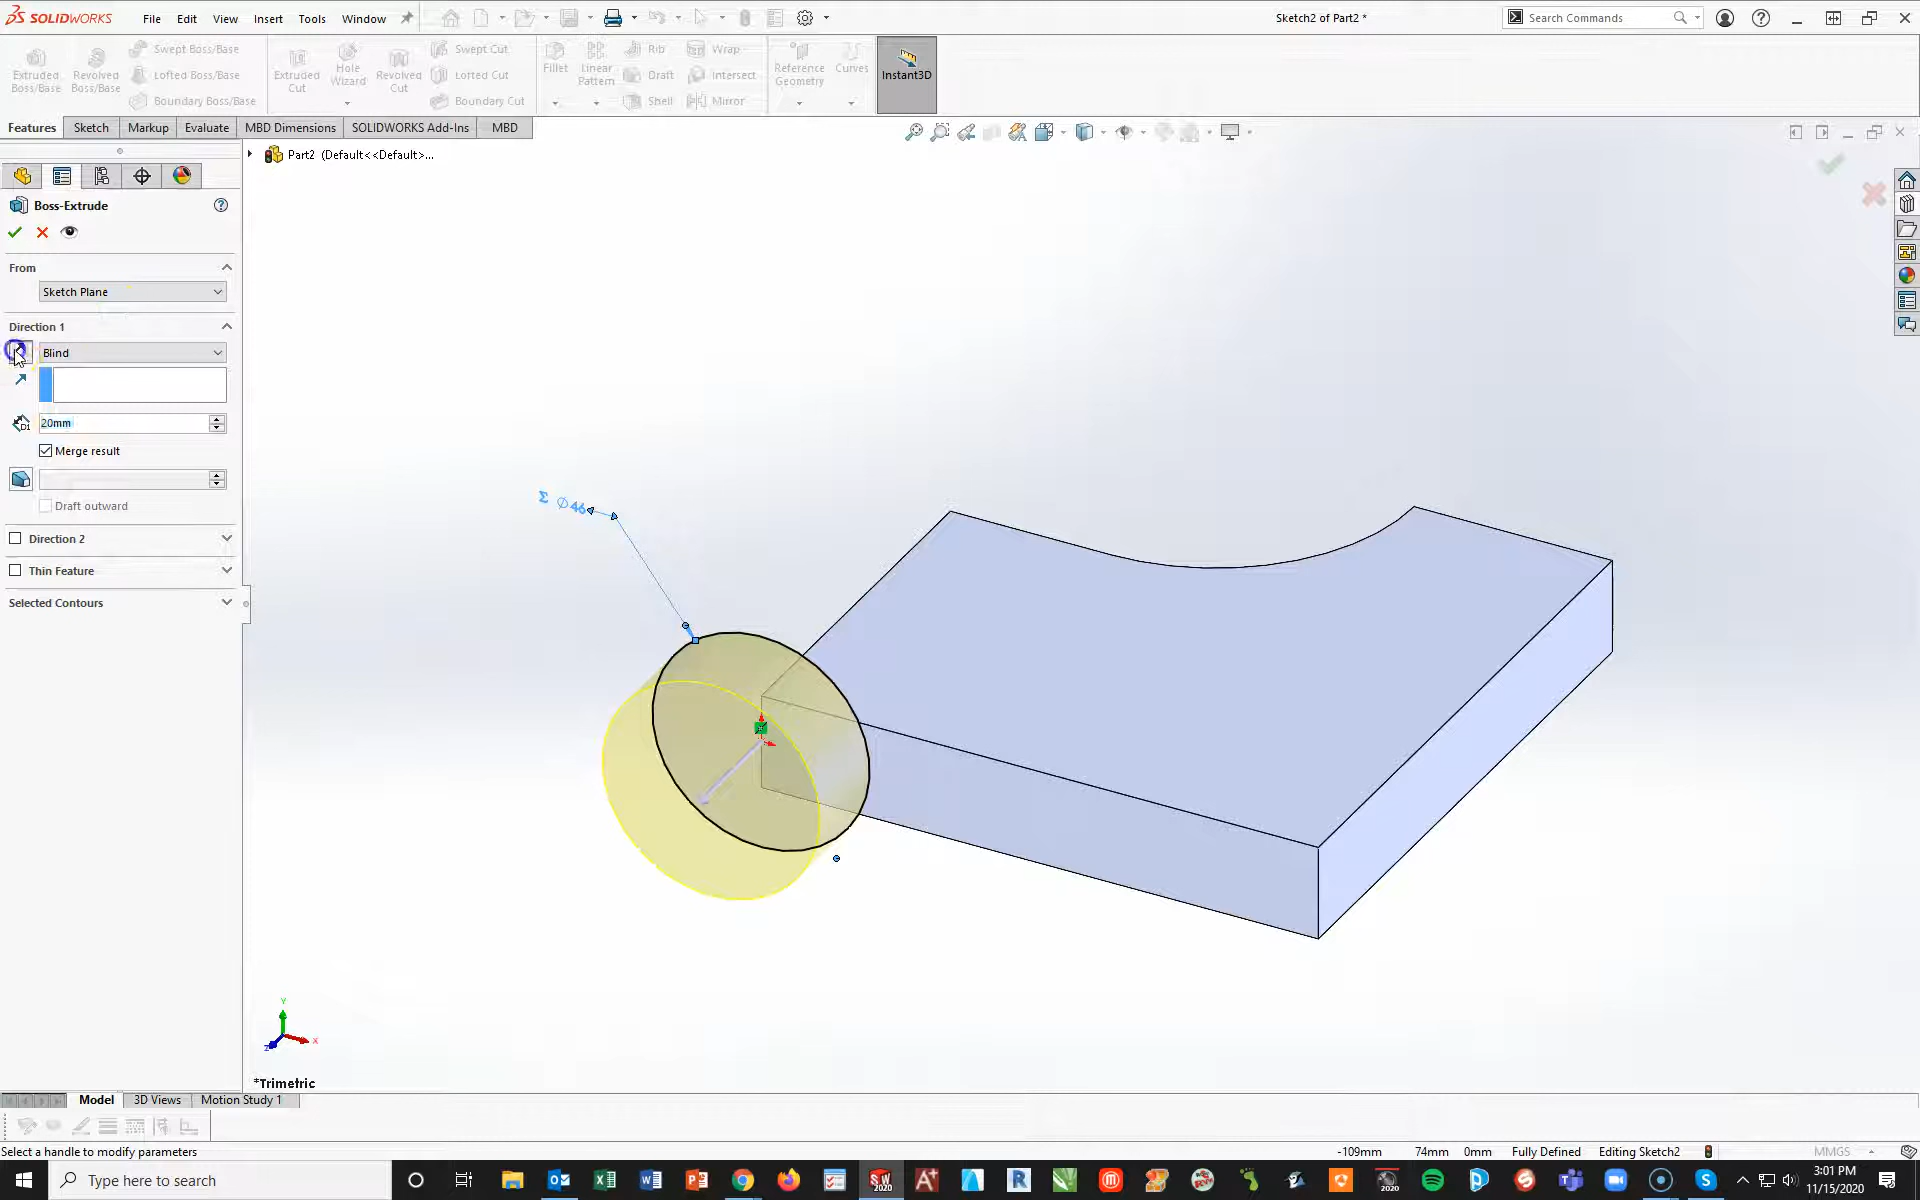 SOLIDWORKS File Edit View Insert Tools Window Sketch2 of Part2 * Search Commands
Extruded Boss/Base
Revolved Boss/Base
Swept Boss/Base
Lofted Boss/Base
Boundary Boss/Base
Extruded Cut
Hole Wizard
Revolved Cut
Swept Cut
Lofted Cut
Boundary Cut
Fillet
Linear Pattern
Rib
Draft
Shell
Wrap
Intersect
Mirror
Reference Geometry
Curves
Instant3D
Features Sketch Markup Evaluate MBD Dimensions SOLIDWORKS Add-Ins MBD
Part2 (Default<<Default>...
Boss-Extrude
From
Sketch Plane
Direction 1
Blind
D1
20mm
Merge result
Draft outward
Direction 2
Thin Feature
Selected Contours
Σ ∅46
Y
X
Z
*Trimetric
Model 3D Views Motion Study 1
Select a handle to modify parameters -109mm 74mm 0mm Fully Defined Editing Sketch2 MMGS
Type here to search
SW 2020
2020
3:01 PM
11/15/2020